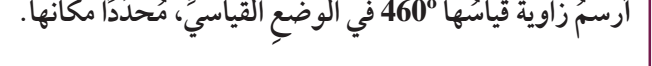 أرسمُ زاويةً قياسُها 460° في الوضعِ القياسيِّ، مُحدِّدًا مكانَها.